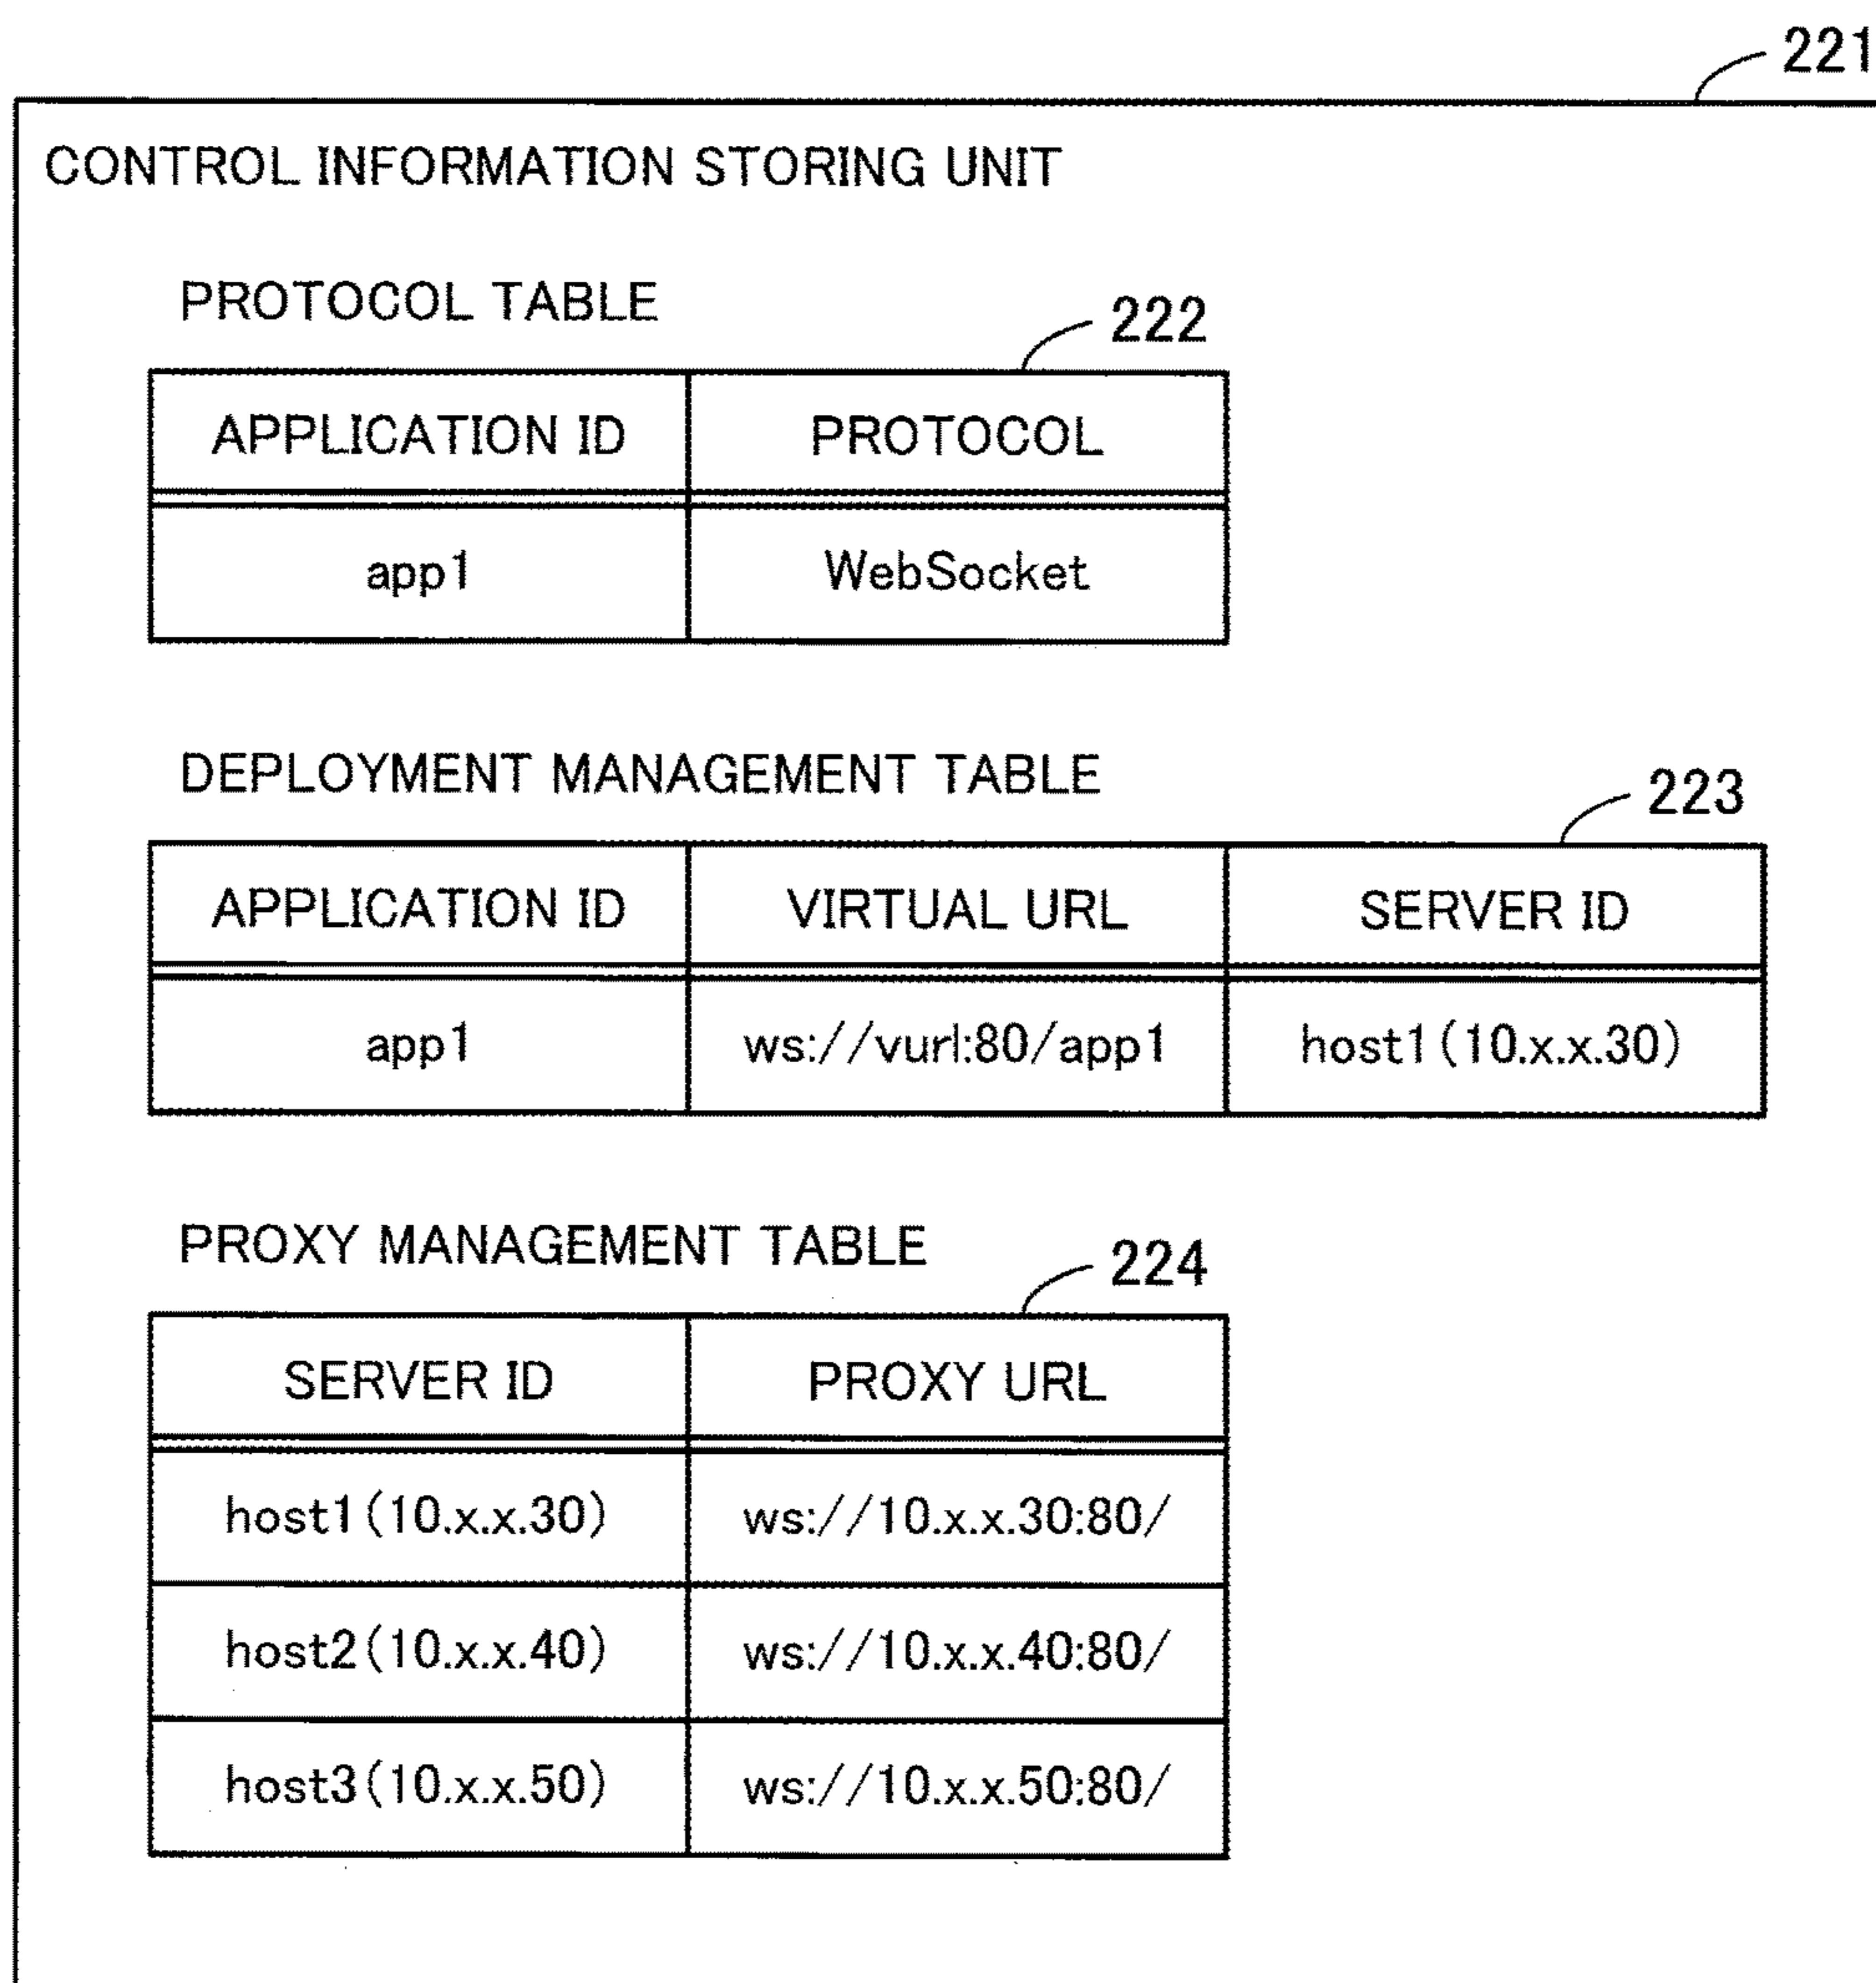 221
CONTROL INFORMATION STORING UNIT
PROTOCOL TABLE
222
APPLICATION ID PROTOCOL
app1 WebSocket
DEPLOYMENT MANAGEMENT TABLE
223
APPLICATION ID VIRTUAL URL SERVER ID
app1 ws://vurl:80/app1 host1(10.x.x.30)
PROXY MANAGEMENT TABLE
224
SERVER ID PROXY URL
host1(10.x.x.30) ws://10.x.x.30:80/
host2(10.x.x.40) ws://10.x.x.40:80/
host3(10.x.x.50) ws://10.x.x.50:80/